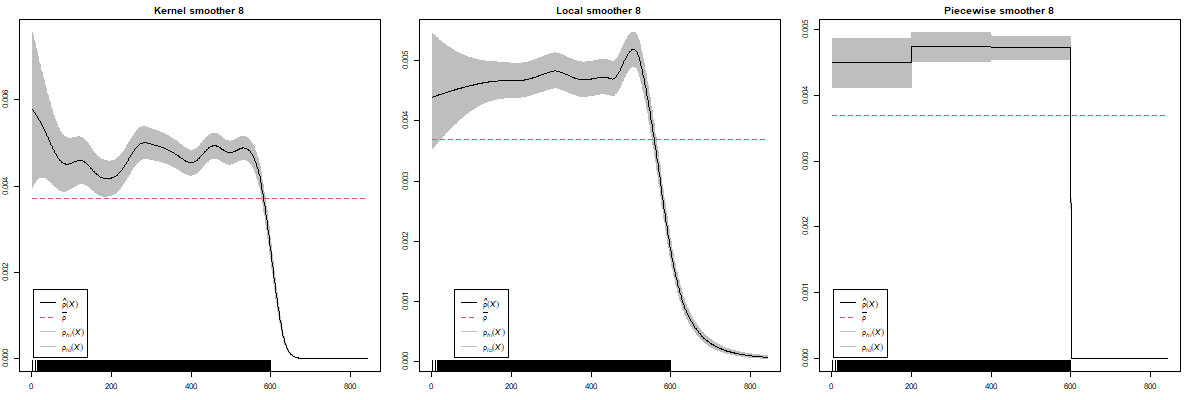 Kernel smoother 8
0.006
0.004
0.002
0.000
ρ̂(X)
ρ̄
ρhi(X)
ρlo(X)
0 200 400 600 800
Local smoother 8
0.005
0.004
0.003
0.002
0.001
0.000
ρ̂(X)
ρ̄
ρhi(X)
ρlo(X)
0 200 400 600 800
Piecewise smoother 8
0.005
0.004
0.003
0.002
0.001
0.000
ρ̂(X)
ρ̄
ρhi(X)
ρlo(X)
0 200 400 600 800